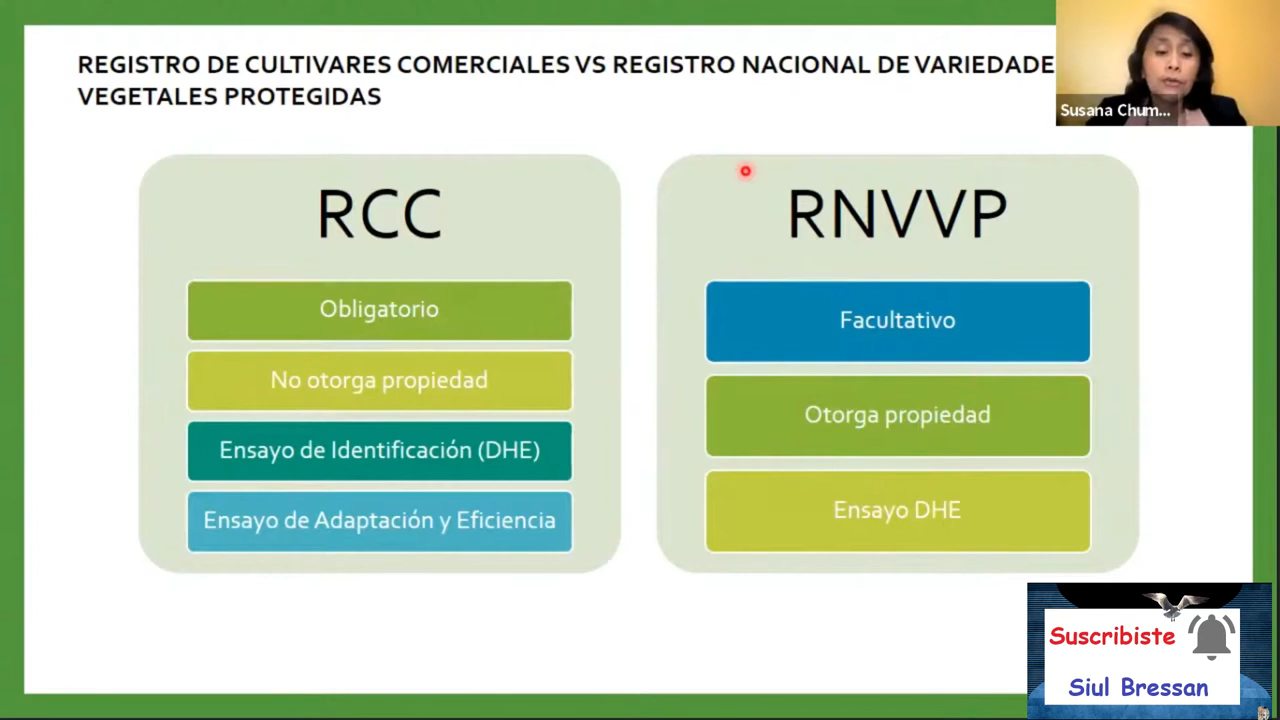 REGISTRO DE CULTIVARES COMERCIALES VS REGISTRO NACIONAL DE VARIEDADE
VEGETALES PROTEGIDAS
Susana Chum...
RCC
Obligatorio
No otorga propiedad
Ensayo de Identificación (DHE)
Ensayo de Adaptación y Eficiencia
RNVVP
Facultativo
Otorga propiedad
Ensayo DHE
Suscribiste
Siul Bressan